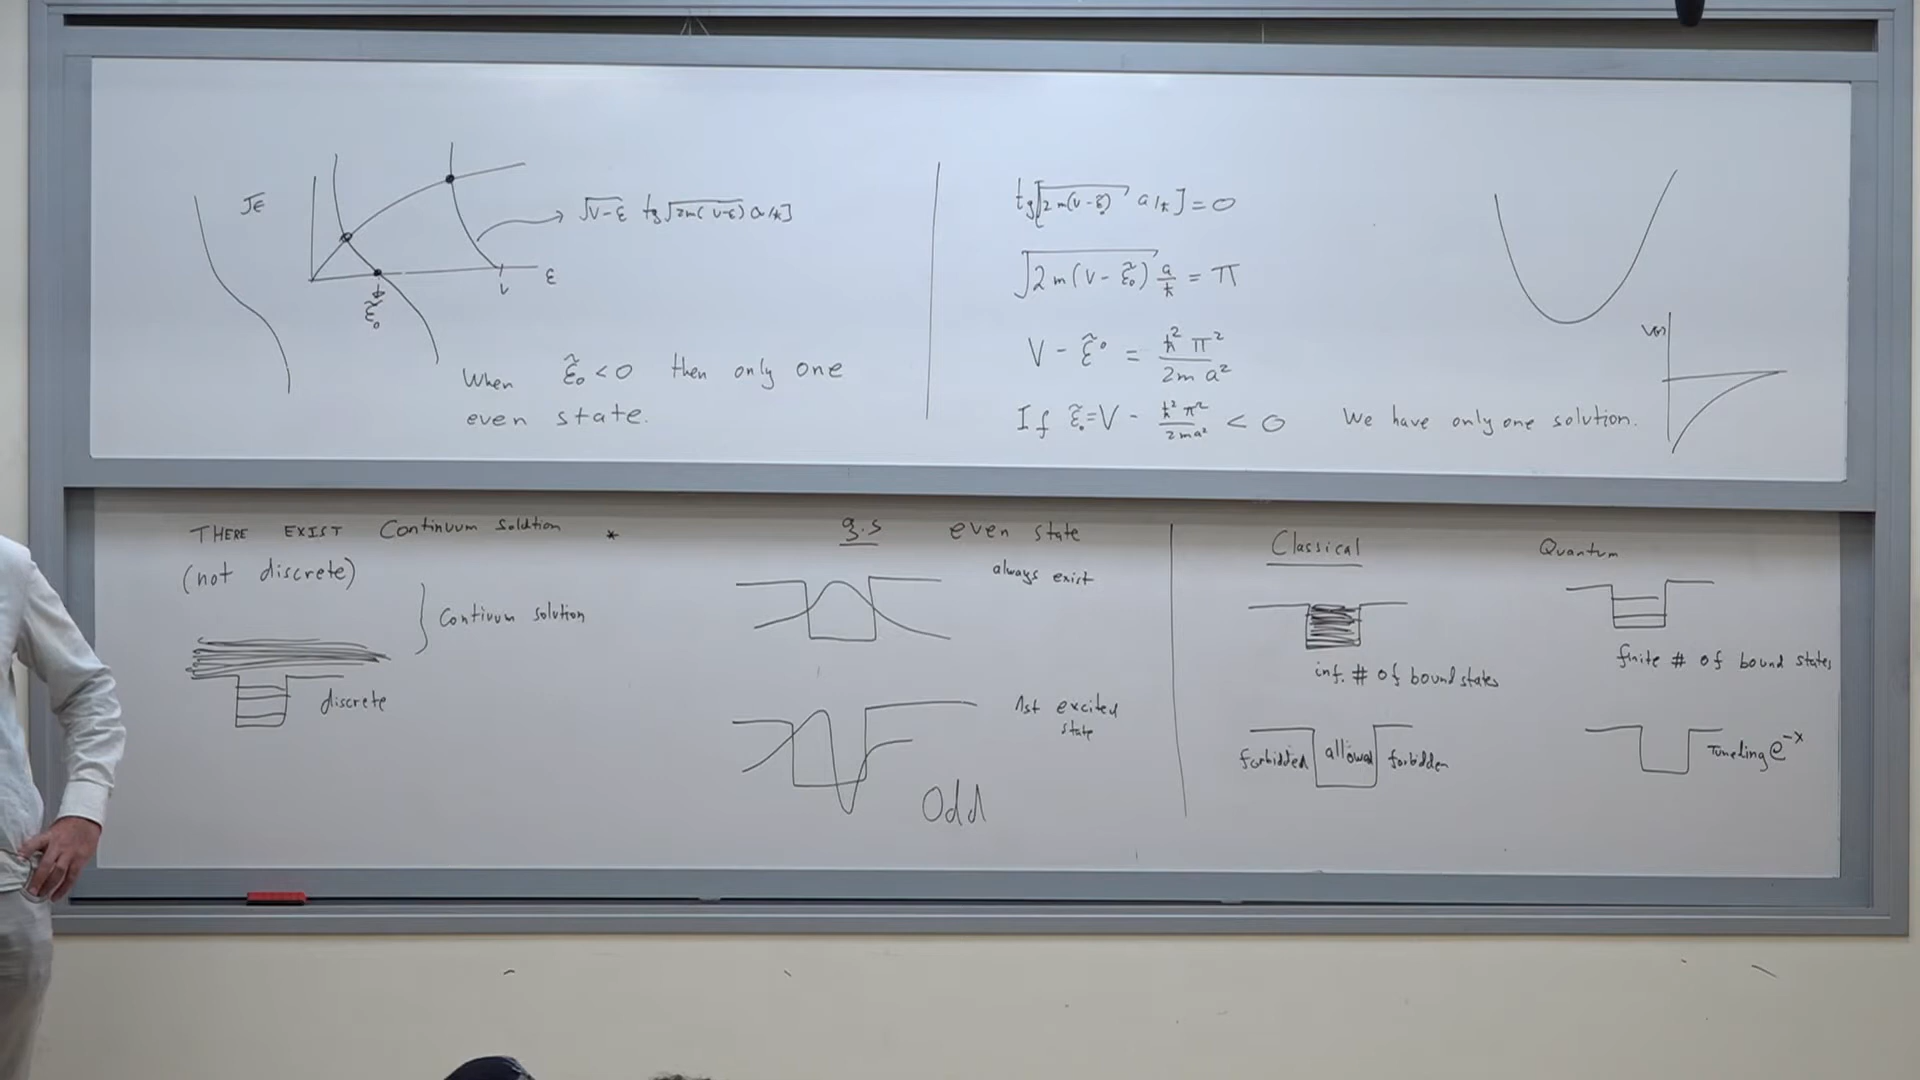 √ε
√V-ε tg[√2m(V-ε) a/ħ]
ε
V
ε̃₀
When ε̃₀ < 0 then only one
even state.
tg[√2m(V-ε̃₀) a/ħ] = 0
√2m(V-ε̃₀) a/ħ = π
V - ε̃₀ = ħ²π²/2ma²
If ε̃₀ = V - ħ²π²/2ma² < 0 We have only one solution.
V(x)
THERE EXIST Continuum Solution *
(not discrete)
Continuum solution
discrete
g.s even state
always exist
1st excited
state
Odd
Classical
inf. # of bound states
forbidden allowed forbidden
Quantum
finite # of bound states
Tuneling e^-x